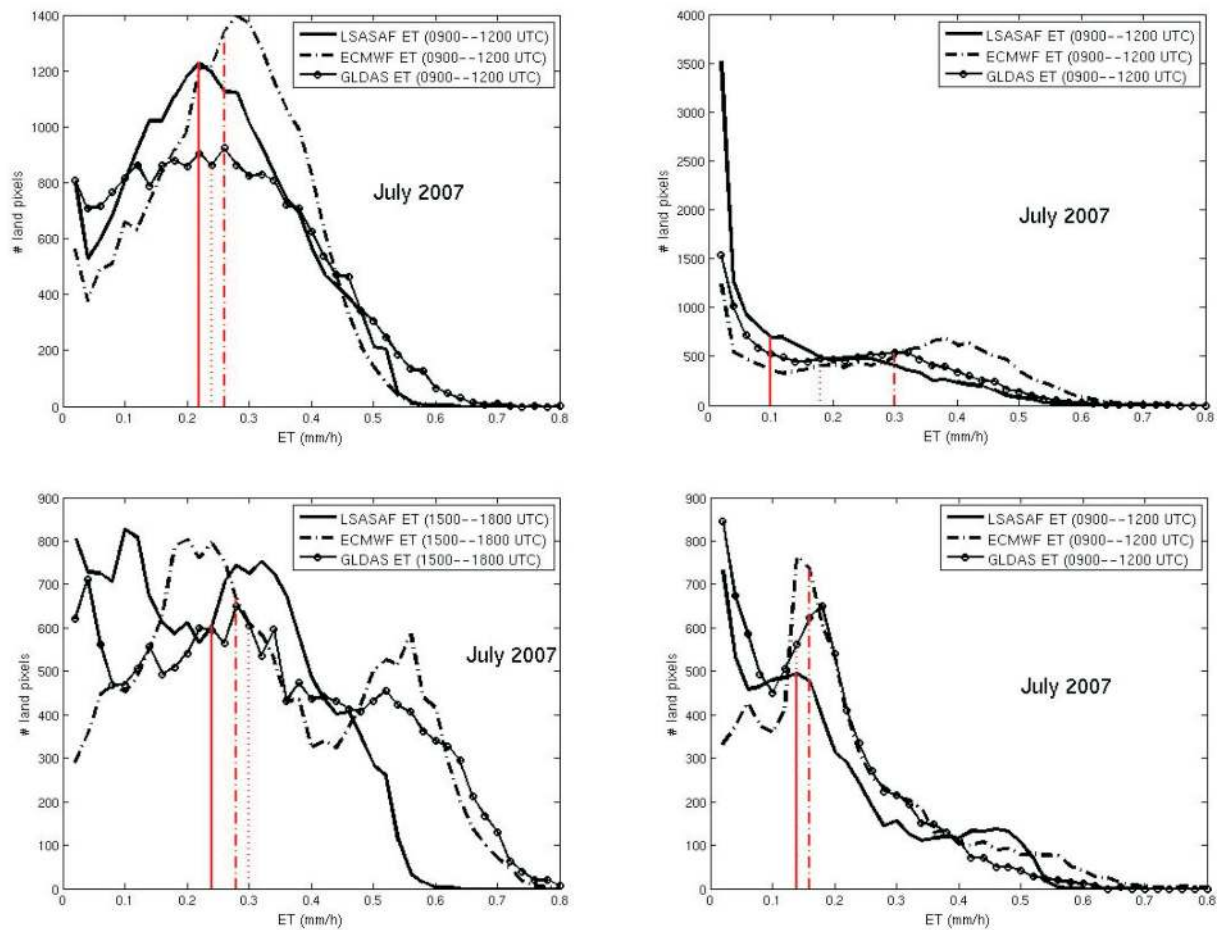 1400
1200
1000
800
600
400
200
0
# land pixels
LSASAF ET (0900--1200 UTC)
ECMWF ET (0900--1200 UTC)
GLDAS ET (0900--1200 UTC)
July 2007
0 0.1 0.2 0.3 0.4 0.5 0.6 0.7 0.8
ET (mm/h)
4000
3500
3000
2500
2000
1500
1000
500
0
# land pixels
LSASAF ET (0900--1200 UTC)
ECMWF ET (0900--1200 UTC)
GLDAS ET (0900--1200 UTC)
July 2007
0 0.1 0.2 0.3 0.4 0.5 0.6 0.7 0.8
ET (mm/h)
900
800
700
600
500
400
300
200
100
0
# land pixels
LSASAF ET (1500--1800 UTC)
ECMWF ET (1500--1800 UTC)
GLDAS ET (1500--1800 UTC)
July 2007
0 0.1 0.2 0.3 0.4 0.5 0.6 0.7 0.8
ET (mm/h)
900
800
700
600
500
400
300
200
100
0
# land pixels
LSASAF ET (0900--1200 UTC)
ECMWF ET (0900--1200 UTC)
GLDAS ET (0900--1200 UTC)
July 2007
0 0.1 0.2 0.3 0.4 0.5 0.6 0.7 0.8
ET (mm/h)